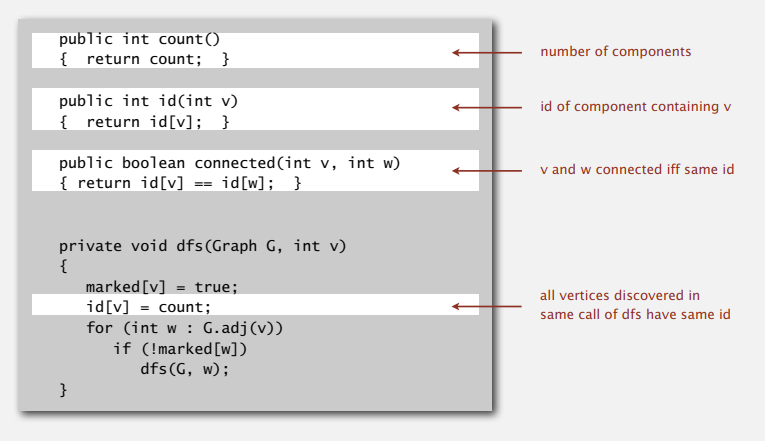 public int count()
{  return count;  }
number of components
public int id(int v)
{  return id[v];  }
id of component containing v
public boolean connected(int v, int w)
{ return id[v] == id[w];  }
v and w connected iff same id
private void dfs(Graph G, int v)
{
   marked[v] = true;
   id[v] = count;
   for (int w : G.adj(v))
      if (!marked[w])
         dfs(G, w);
}
all vertices discovered in
same call of dfs have same id